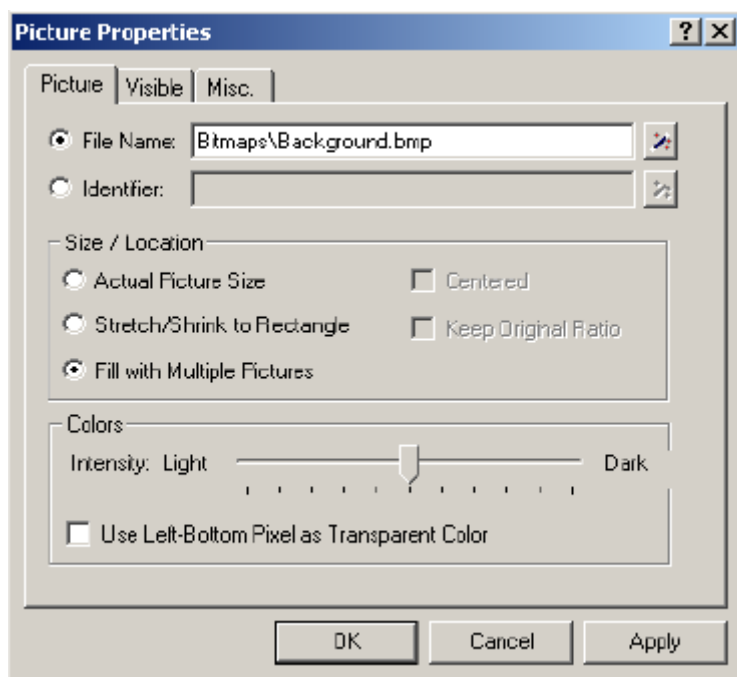 Picture Properties
Picture Visible Misc.
File Name: Bitmaps\Background.bmp
Identifier:
Size / Location
Actual Picture Size Centered
Stretch/Shrink to Rectangle Keep Original Ratio
Fill with Multiple Pictures
Colors
Intensity: Light Dark
Use Left-Bottom Pixel as Transparent Color
OK Cancel Apply